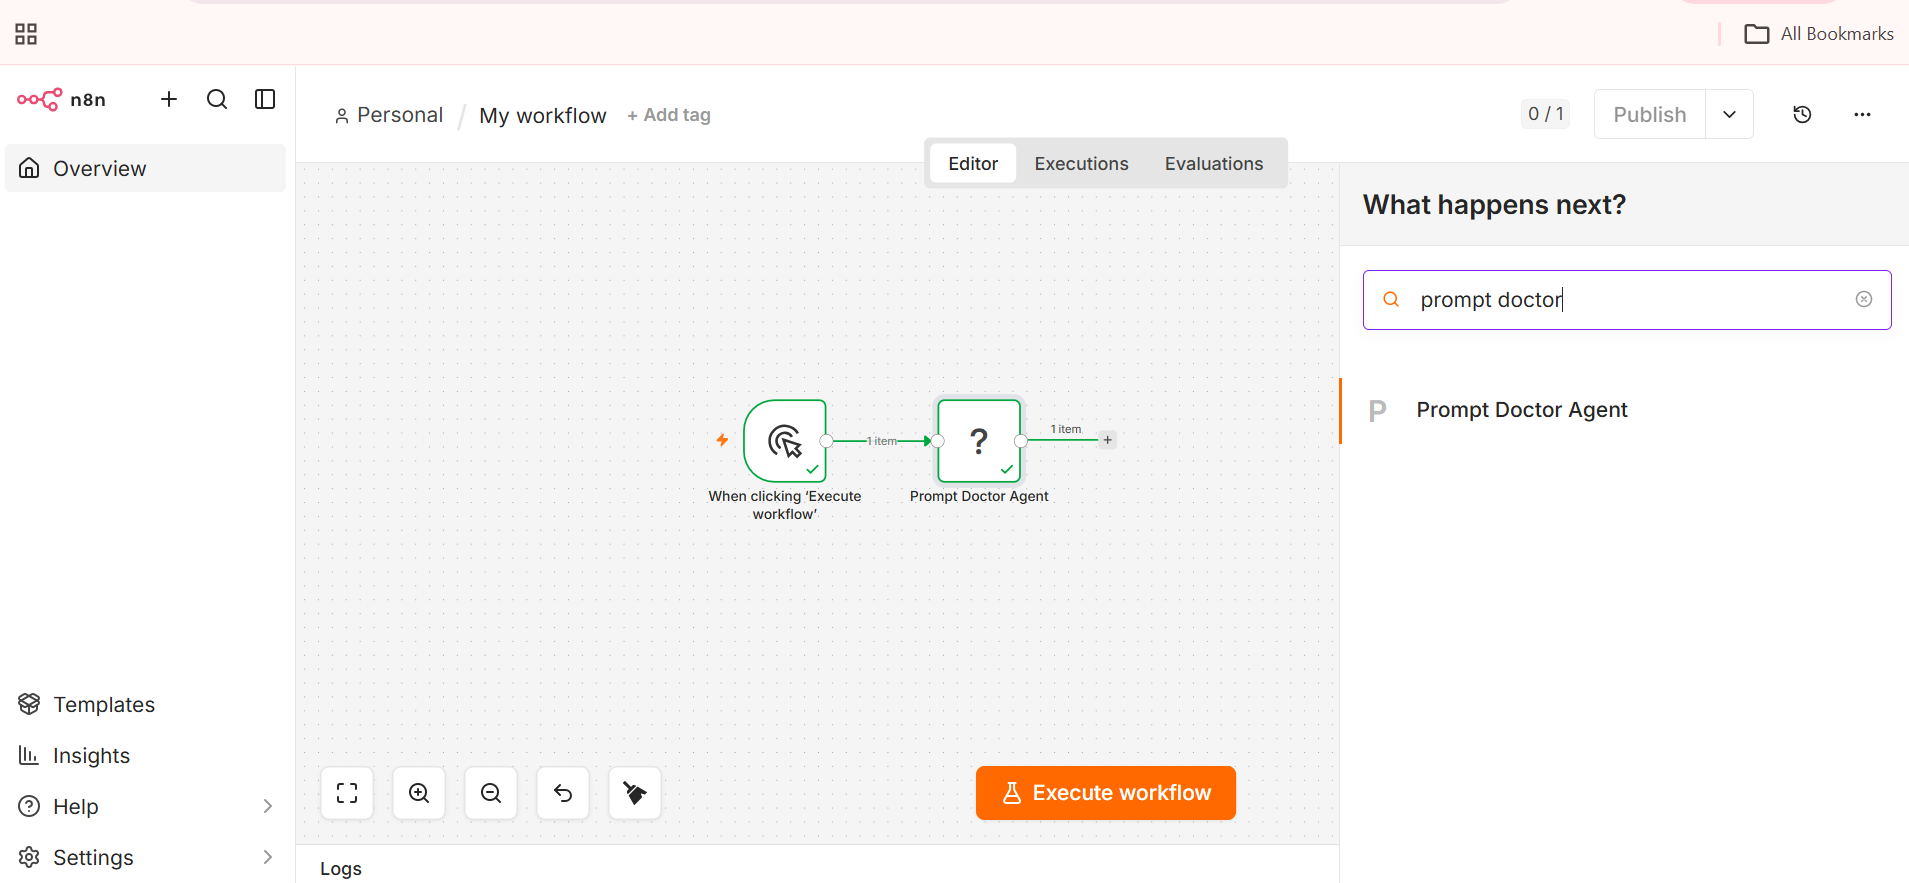 All Bookmarks
n8n
Personal / My workflow + Add tag
0 / 1
Publish
Overview
Editor Executions Evaluations
What happens next?
prompt doctor
P Prompt Doctor Agent
1 item
1 item
?
When clicking ‘Execute
workflow’
Prompt Doctor Agent
Templates
Insights
Help
Settings
Execute workflow
Logs